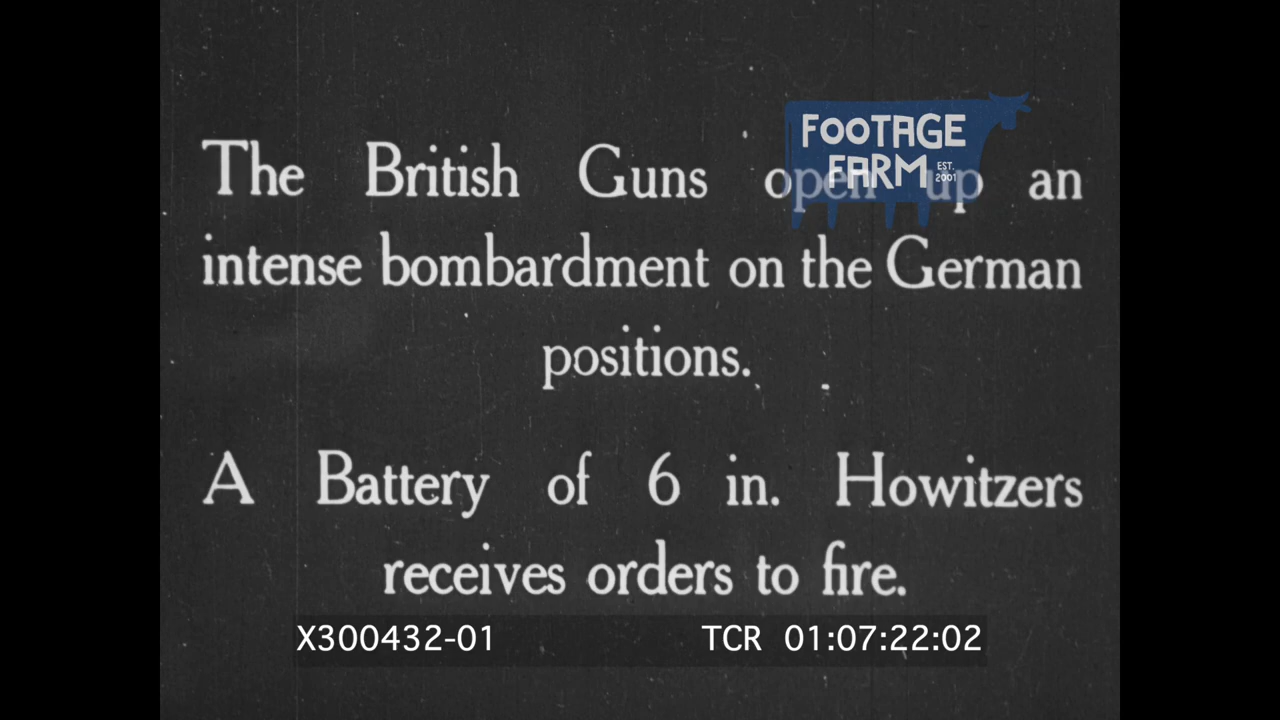 The British Guns open up an
intense bombardment on the German
positions.
A Battery of 6 in. Howitzers
receives orders to fire.
FOOTAGE
FARM
EST.
2001
X300432-01 TCR 01:07:22:02